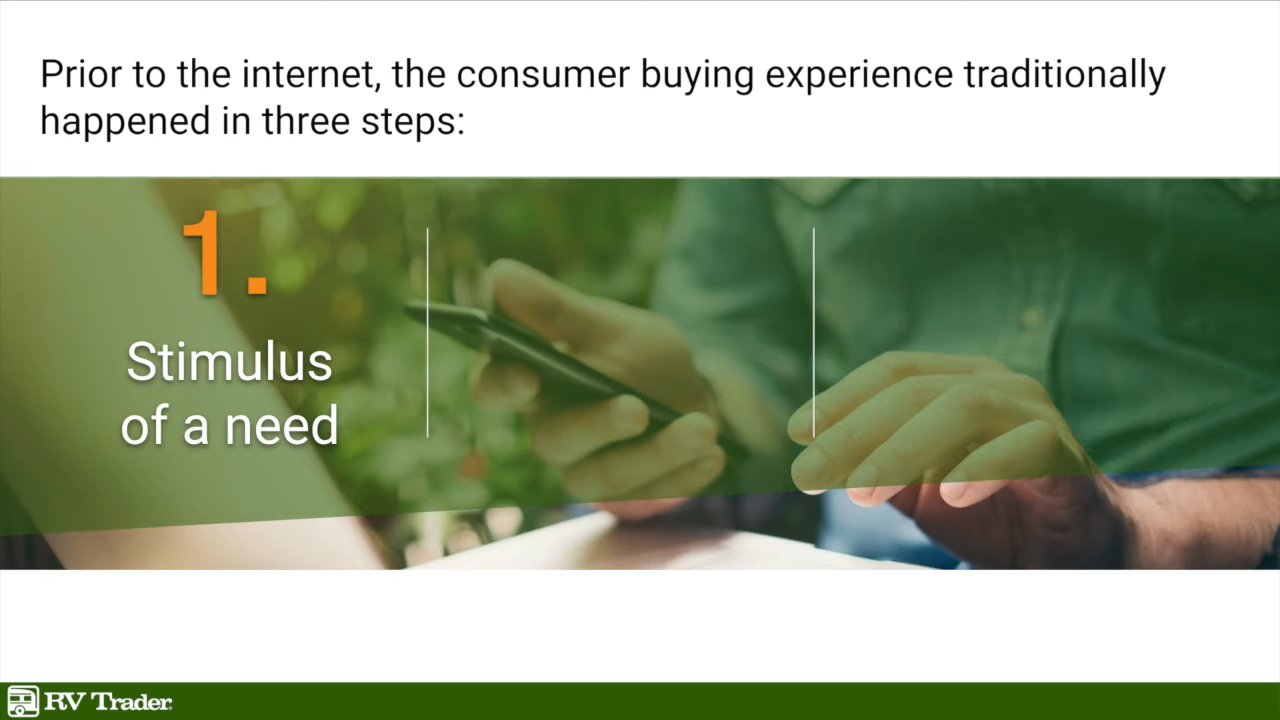 Prior to the internet, the consumer buying experience traditionally
happened in three steps:
1.
Stimulus
of a need
RV Trader